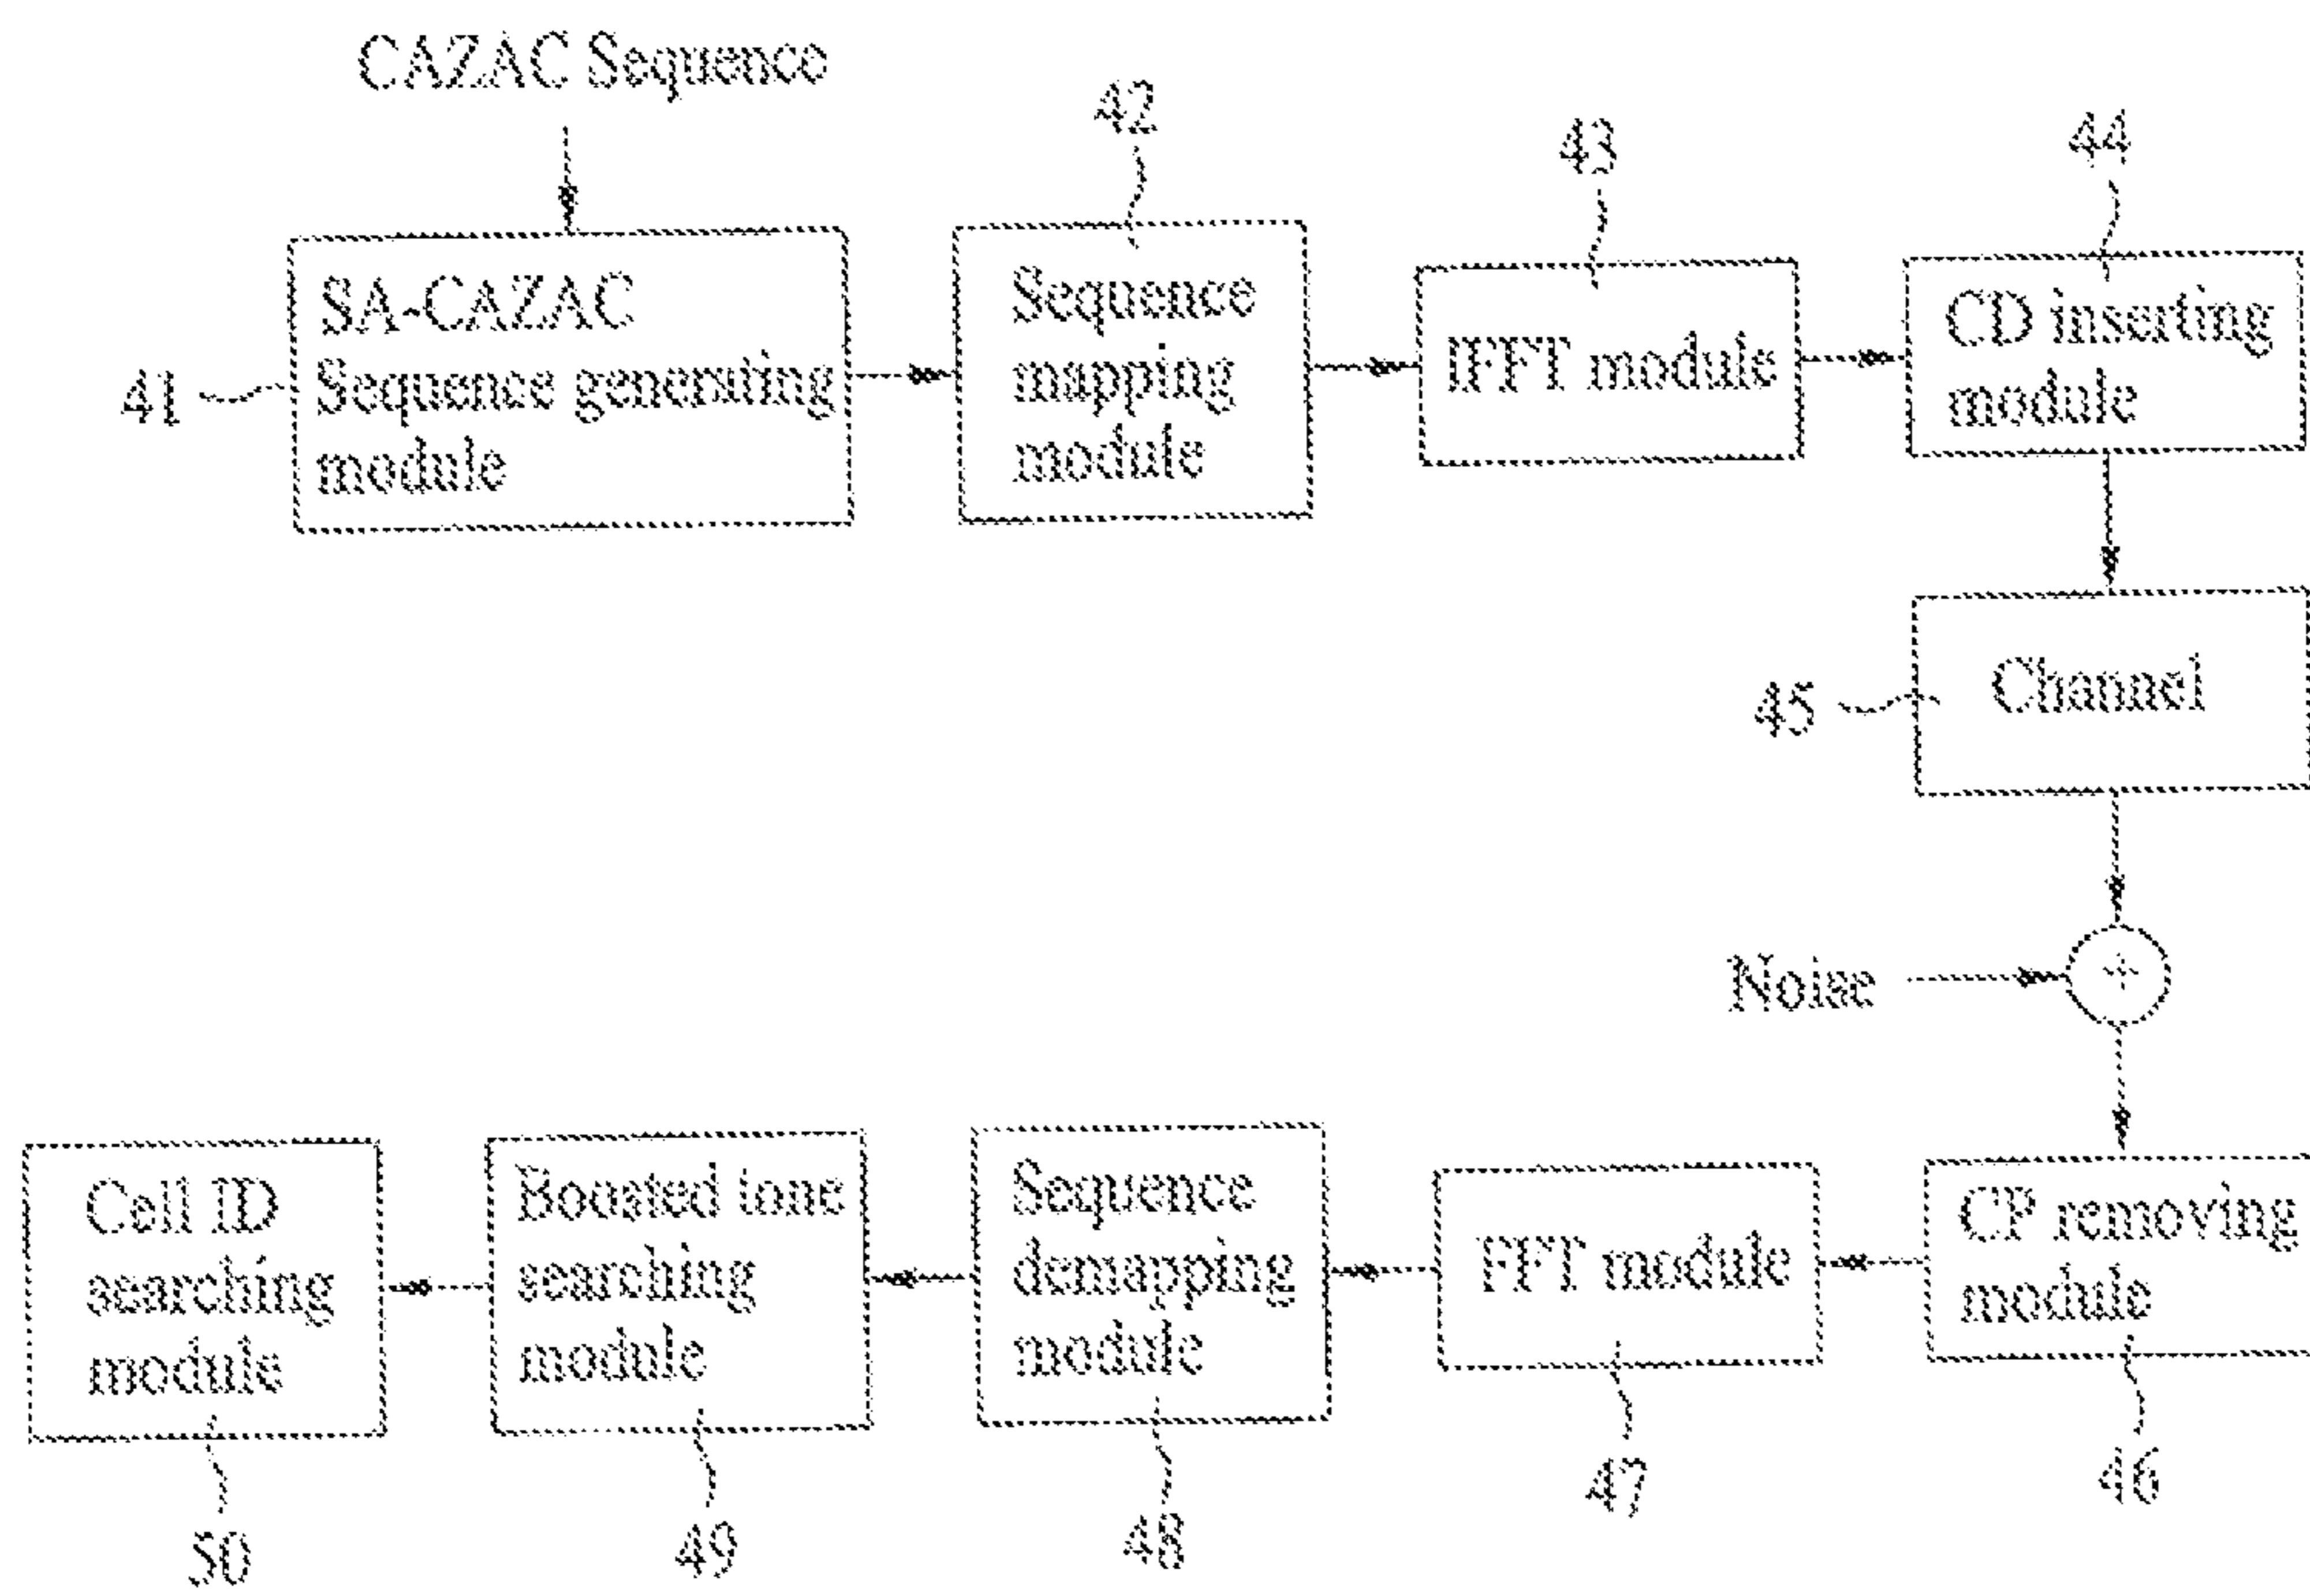 CAZAC Sequence
42
43
44
SA-CAZAC
Sequence generating
module
41
Sequence
mapping
module
IFFT module
CD inserting
module
45
Channel
Noise
+
Cell ID
searching
module
Boosted tone
searching
module
Sequence
demapping
module
FFT module
CP removing
module
50
49
48
47
46